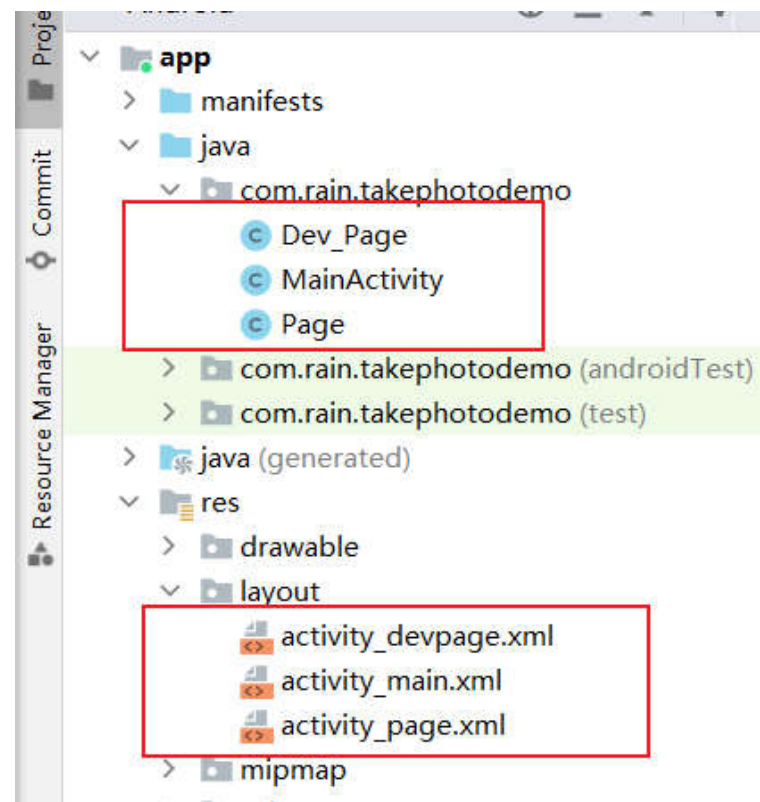 Android
app
manifests
java
com.rain.takephotodemo
Dev_Page
MainActivity
Page
com.rain.takephotodemo (androidTest)
com.rain.takephotodemo (test)
java (generated)
res
drawable
layout
activity_devpage.xml
activity_main.xml
activity_page.xml
mipmap
Proje
Commit
Resource Manager